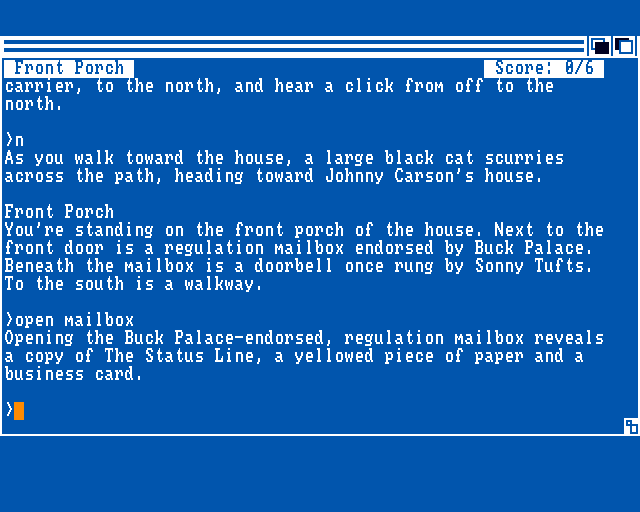 Front Porch Score: 0/6
carrier, to the north, and hear a click from off to the
north.
>n
As you walk toward the house, a large black cat scurries
across the path, heading toward Johnny Carson's house.
Front Porch
You're standing on the front porch of the house. Next to the
front door is a regulation mailbox endorsed by Buck Palace.
Beneath the mailbox is a doorbell once rung by Sonny Tufts.
To the south is a walkway.
>open mailbox
Opening the Buck Palace-endorsed, regulation mailbox reveals
a copy of The Status Line, a yellowed piece of paper and a
business card.
>